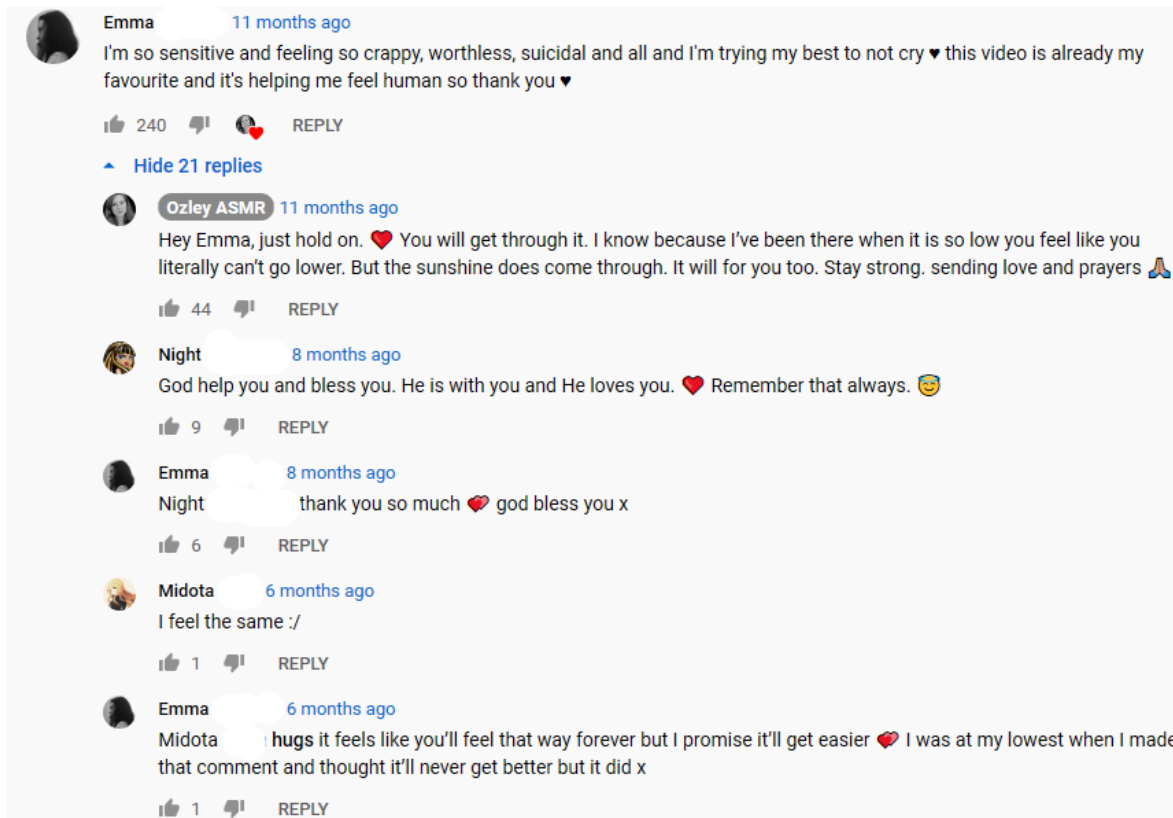 Emma 11 months ago
I'm so sensitive and feeling so crappy, worthless, suicidal and all and I'm trying my best to not cry ♥ this video is already my
favourite and it's helping me feel human so thank you ♥
240 REPLY
Hide 21 replies
Ozley ASMR 11 months ago
Hey Emma, just hold on. ❤️ You will get through it. I know because I’ve been there when it is so low you feel like you
literally can’t go lower. But the sunshine does come through. It will for you too. Stay strong. sending love and prayers 🙏🏽
44 REPLY
Night 8 months ago
God help you and bless you. He is with you and He loves you. ❤️ Remember that always. 😇
9 REPLY
Emma 8 months ago
Night thank you so much 💕 god bless you x
6 REPLY
Midota 6 months ago
I feel the same :/
1 REPLY
Emma 6 months ago
Midota hugs it feels like you’ll feel that way forever but I promise it’ll get easier 💕 I was at my lowest when I made
that comment and thought it’ll never get better but it did x
1 REPLY